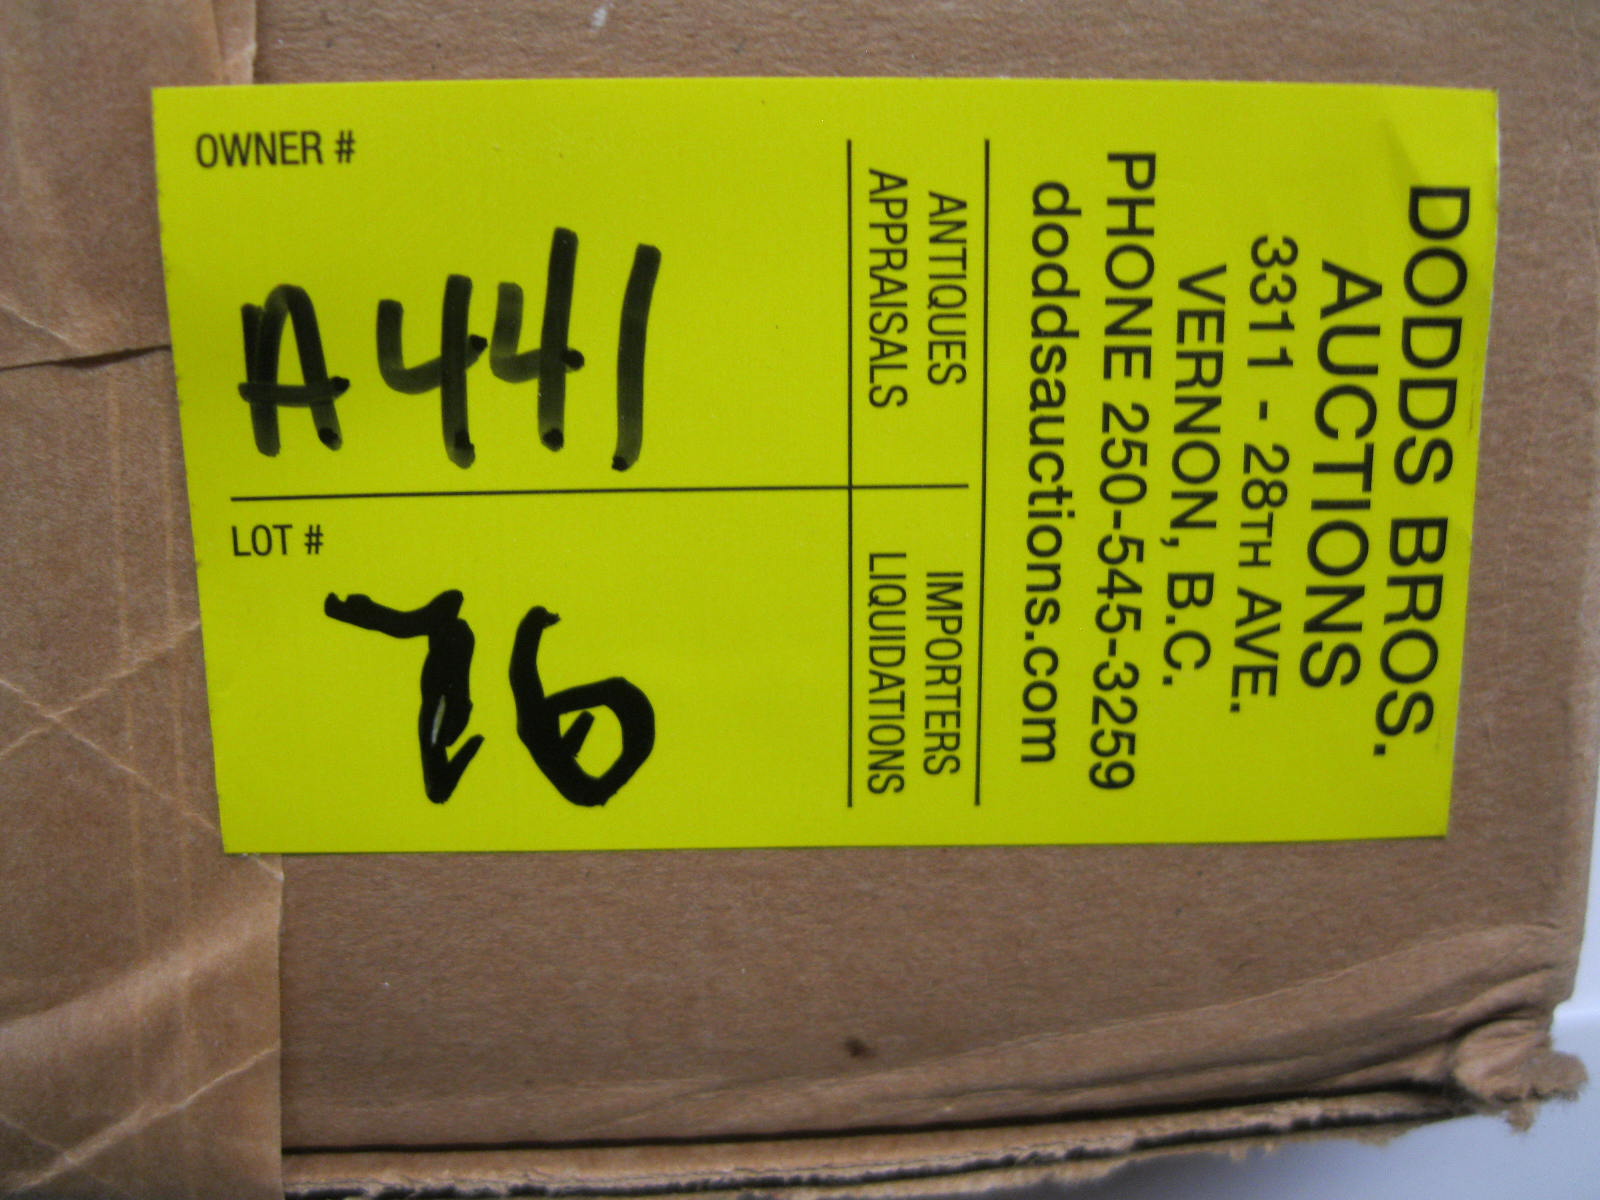 DODDS BROS.
AUCTIONS
3311 - 28TH AVE.
VERNON, B.C.
PHONE 250-545-3259
doddsauctions.com
ANTIQUES IMPORTERS
APPRAISALS LIQUIDATIONS
OWNER #
A441
LOT #
26